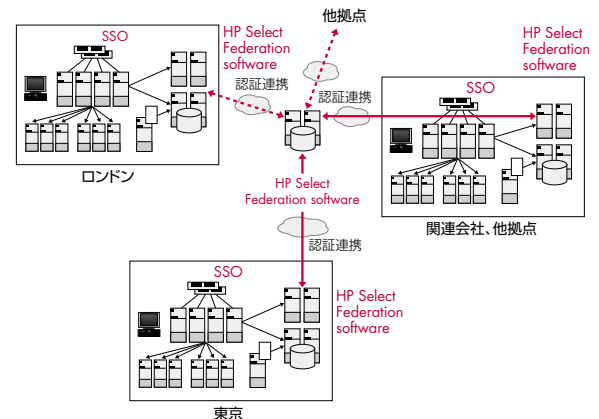 他拠点
SSO
HP Select
Federation
software
認証連携
ロンドン
認証連携
HP Select
Federation
software
SSO
関連会社、他拠点
HP Select
Federation software
認証連携
SSO
HP Select
Federation
software
東京